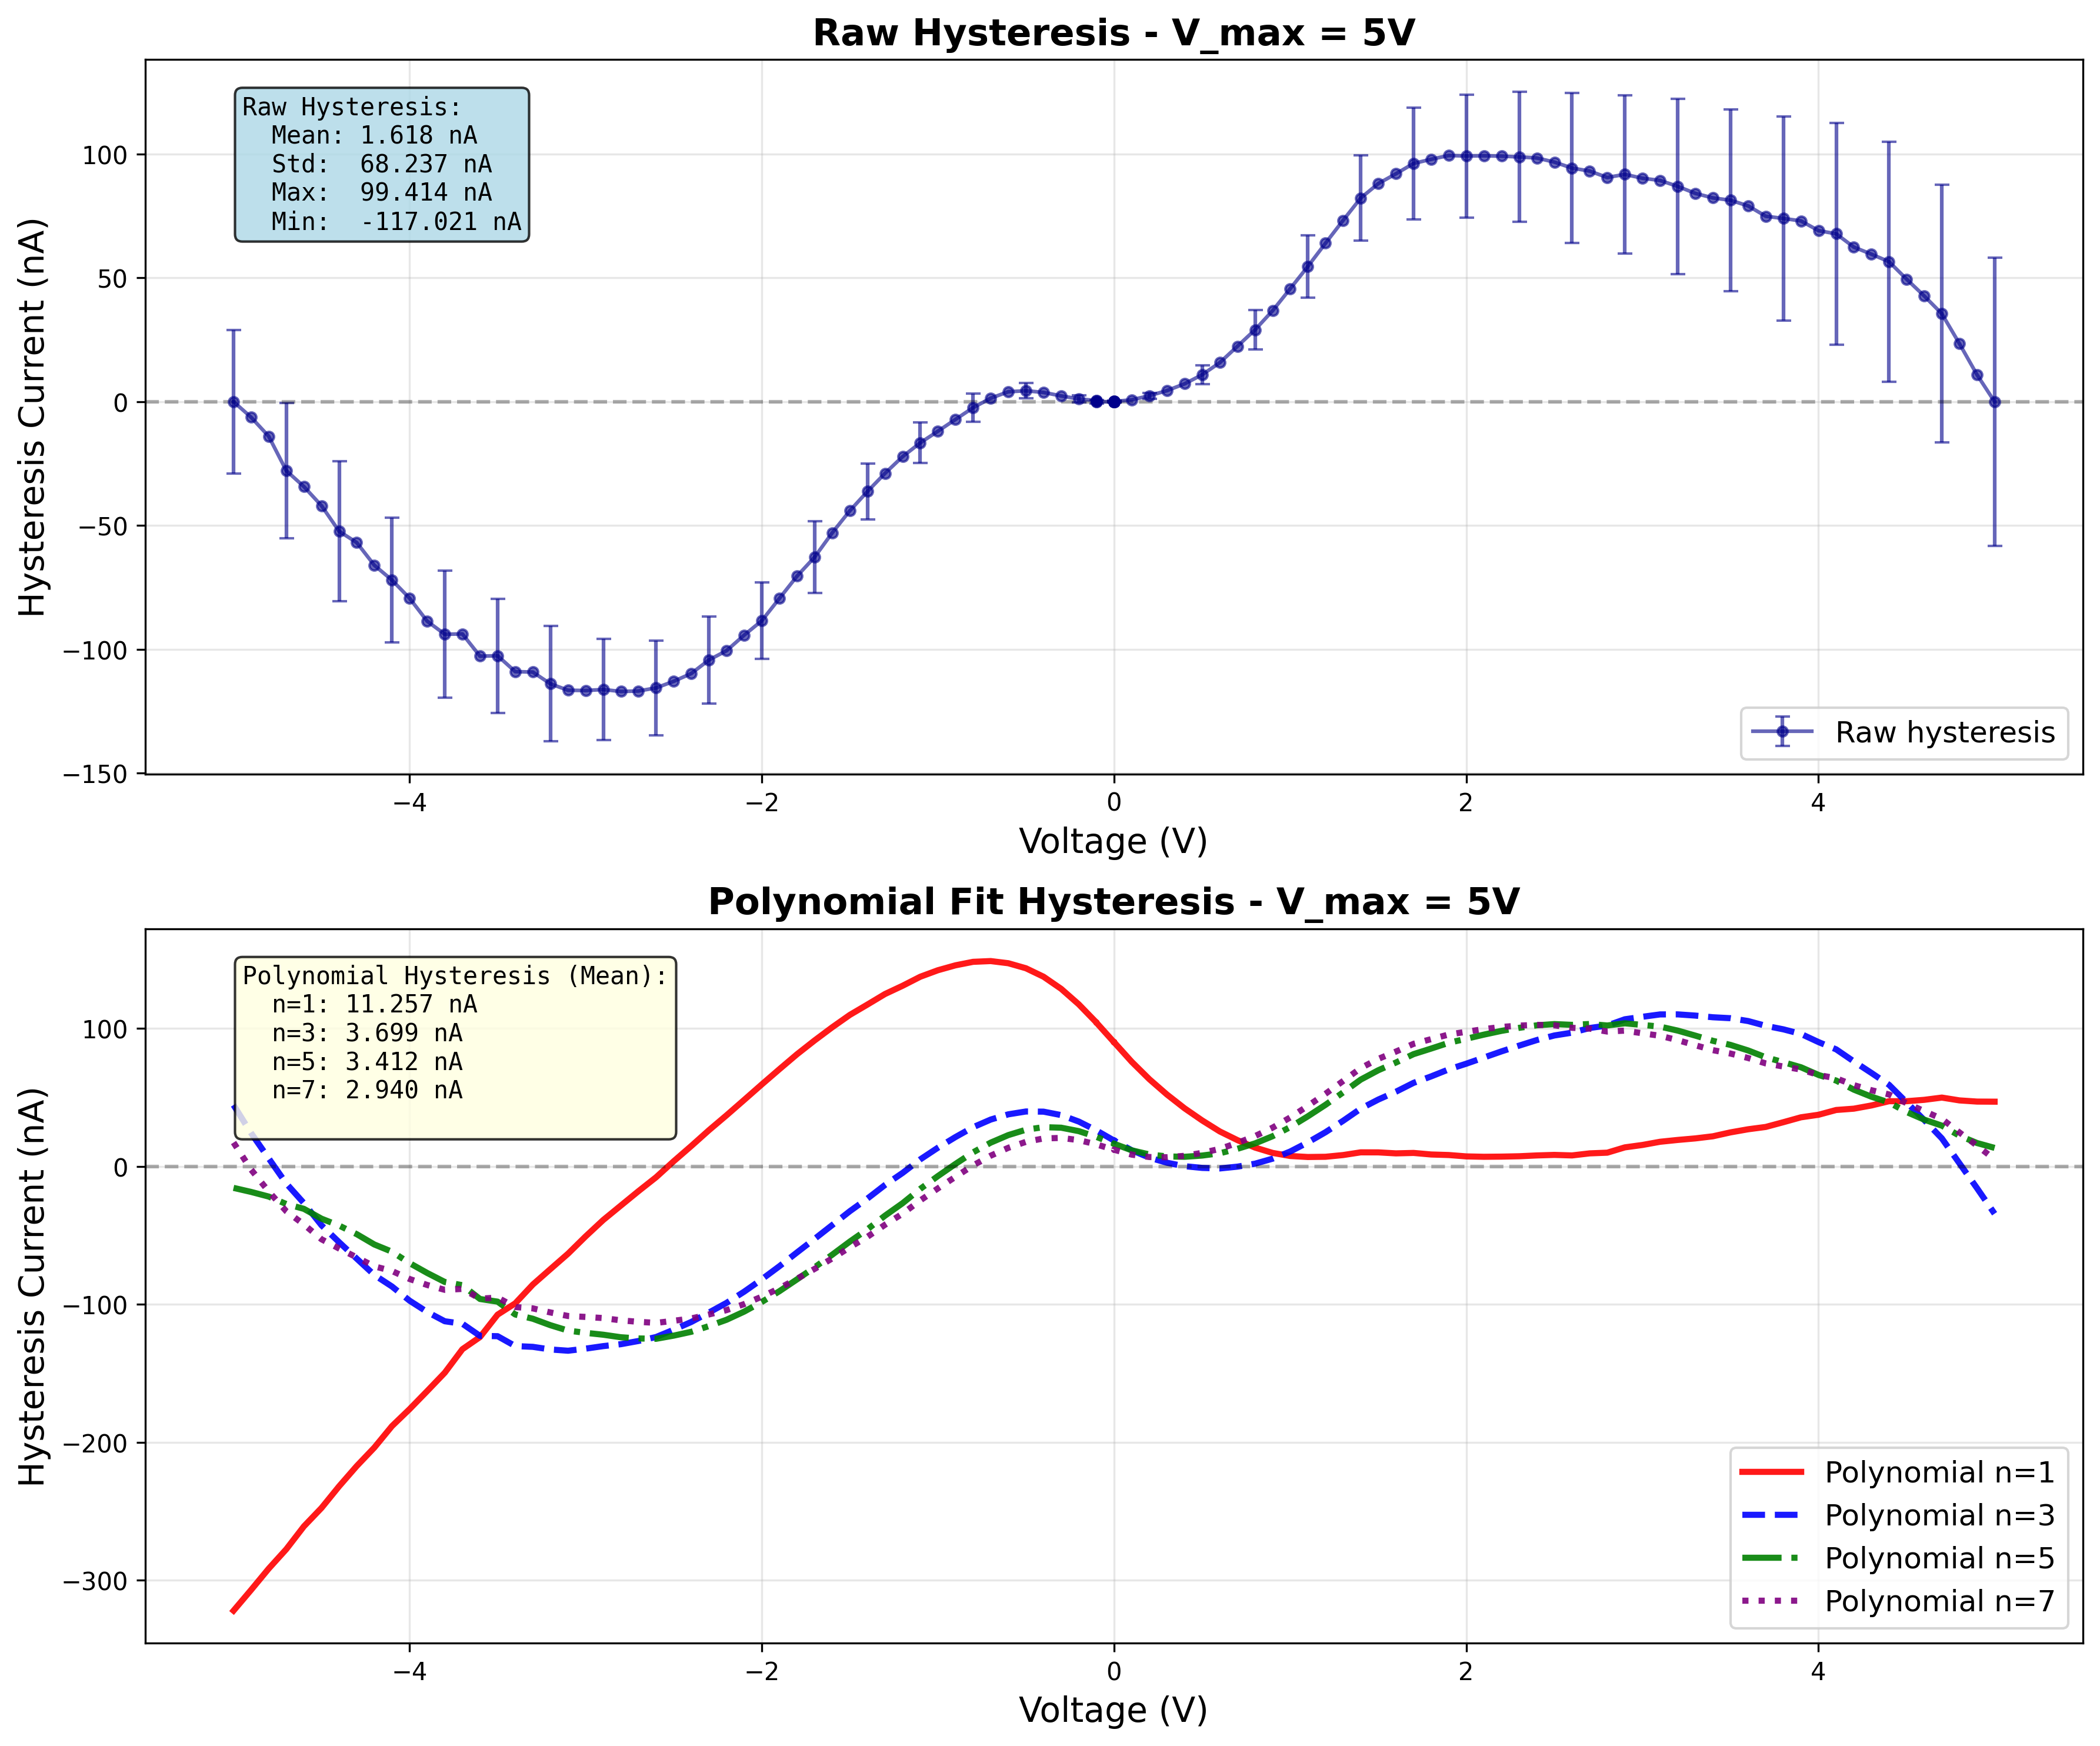 Raw Hysteresis - V_max = 5V
Raw Hysteresis:
Mean: 1.618 nA
Std: 68.237 nA
Max: 99.414 nA
Min: -117.021 nA
Hysteresis Current (nA)
100
50
0
−50
−100
−150
Raw hysteresis
−4
−2
0
2
4
Voltage (V)
Polynomial Fit Hysteresis - V_max = 5V
Polynomial Hysteresis (Mean):
n=1: 11.257 nA
n=3: 3.699 nA
n=5: 3.412 nA
n=7: 2.940 nA
Hysteresis Current (nA)
100
0
−100
−200
−300
Polynomial n=1
Polynomial n=3
Polynomial n=5
Polynomial n=7
−4
−2
0
2
4
Voltage (V)